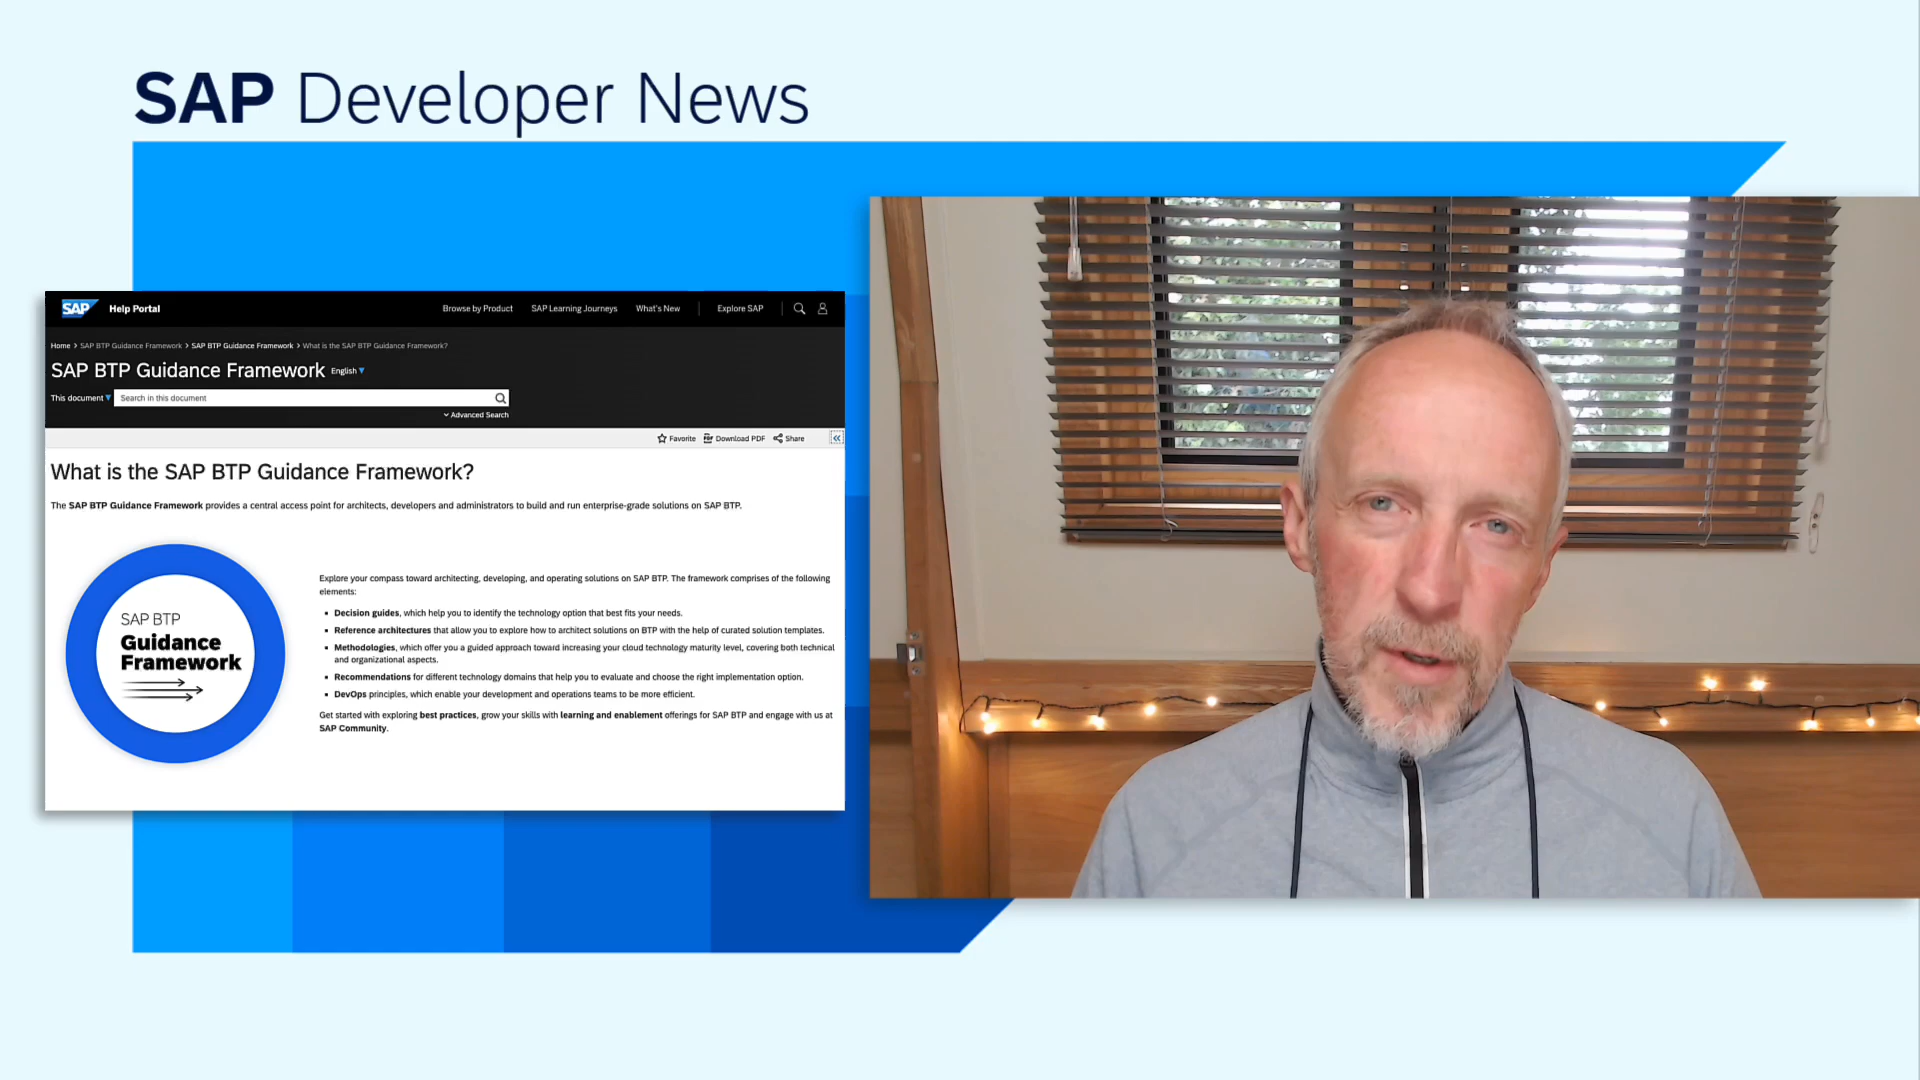 SAP Developer News
SAP Help Portal
Browse by Product
SAP Learning Journeys
What's New
Explore SAP
Home > SAP BTP Guidance Framework > SAP BTP Guidance Framework > What is the SAP BTP Guidance Framework?
SAP BTP Guidance Framework English
This document
Search in this document
Advanced Search
Favorite
PDF Download PDF
Share
What is the SAP BTP Guidance Framework?
The SAP BTP Guidance Framework provides a central access point for architects, developers and administrators to build and run enterprise-grade solutions on SAP BTP.
SAP BTP
Guidance
Framework
Explore your compass toward architecting, developing, and operating solutions on SAP BTP. The framework comprises of the following
elements:
Decision guides, which help you to identify the technology option that best fits your needs.
Reference architectures that allow you to explore how to architect solutions on BTP with the help of curated solution templates.
Methodologies, which offer you a guided approach toward increasing your cloud technology maturity level, covering both technical
and organizational aspects.
Recommendations for different technology domains that help you to evaluate and choose the right implementation option.
DevOps principles, which enable your development and operations teams to be more efficient.
Get started with exploring best practices, grow your skills with learning and enablement offerings for SAP BTP and engage with us at
SAP Community.